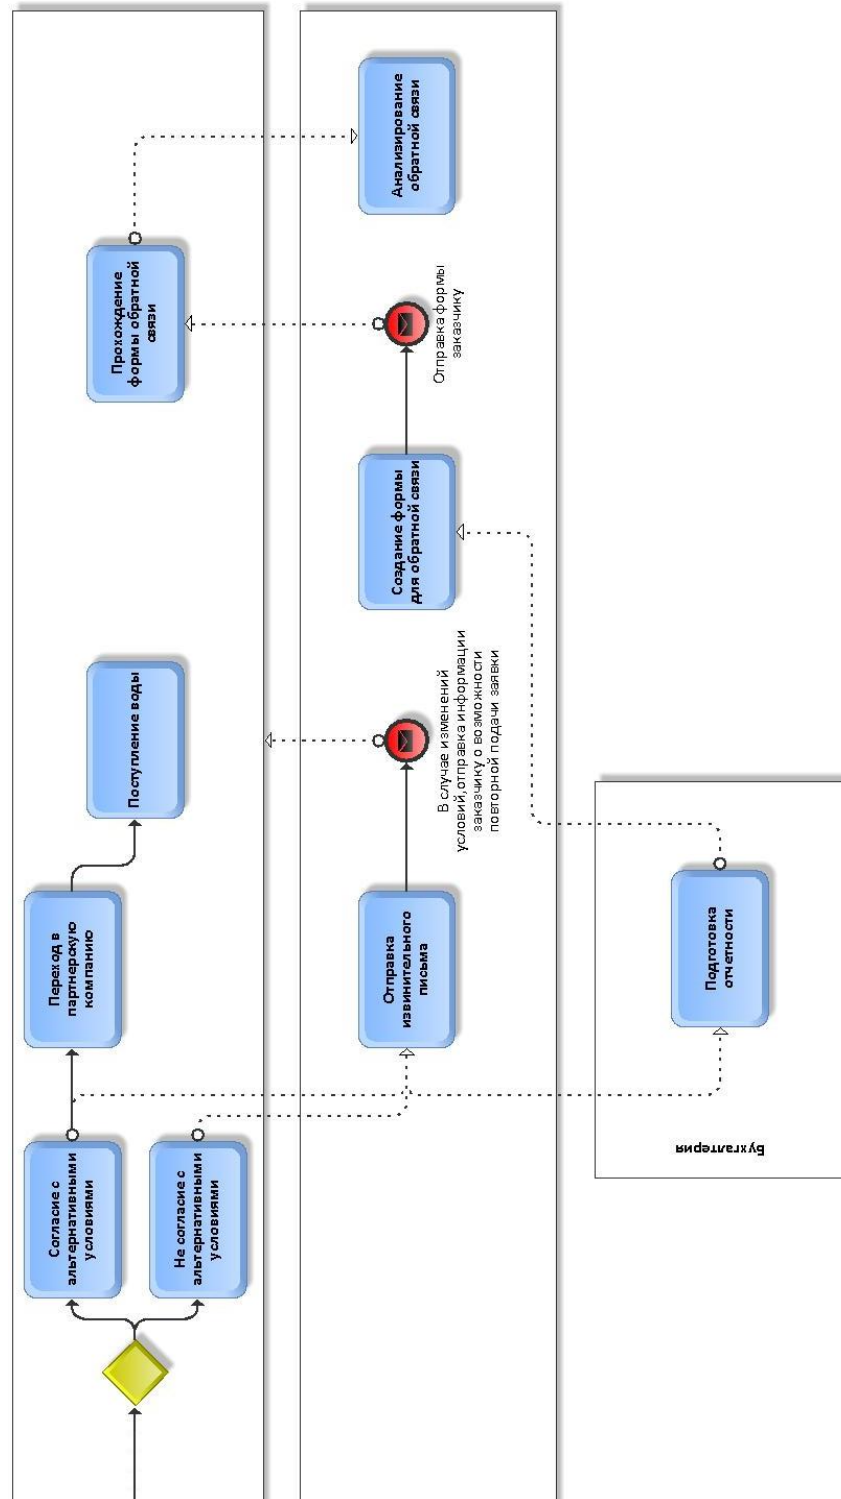 Согласие с
альтернативными
условиями
Не согласие с
альтернативными
условиями
Переход в
партнерскую
компанию
Поступление воды
Прохождение
формы обратной
связи
Отправка
извинительного
письма
В случае изменений
условий,отправка информации
заказчику о возможности
повторной подачи заявки
Создание формы
для обратной связи
Отправка формы
заказчику
Анализирование
обратной связи
Бухгалтерия
Подготовка
отчетности